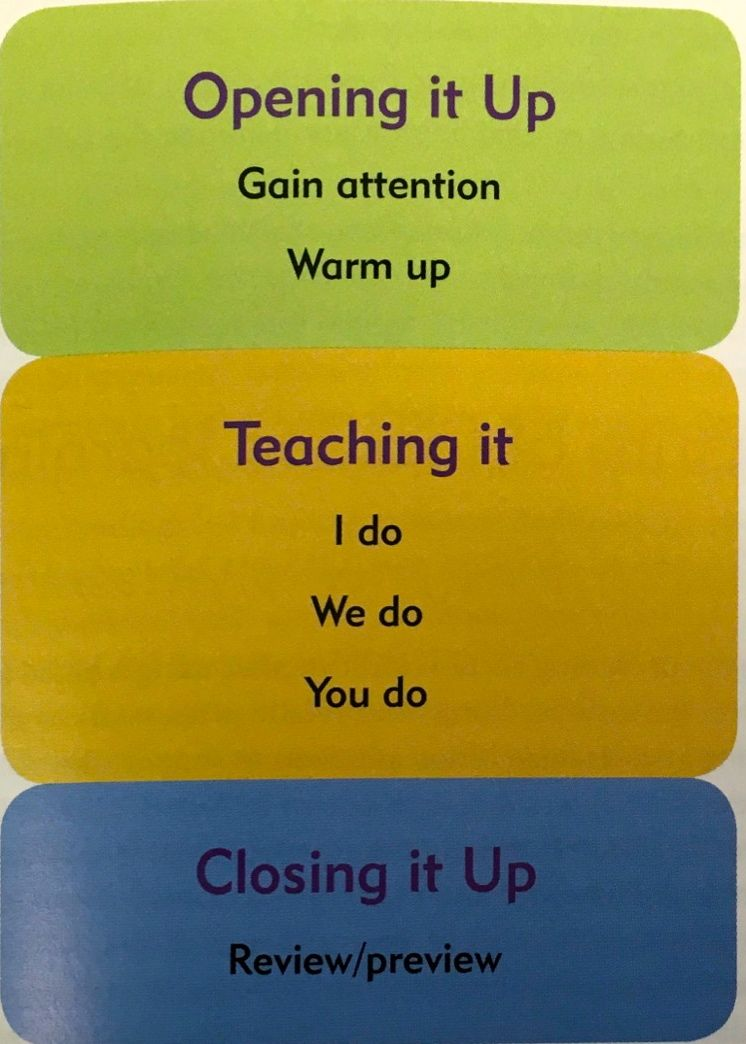 Opening it Up
Gain attention
Warm up
Teaching it
I do
We do
You do
Closing it Up
Review/preview